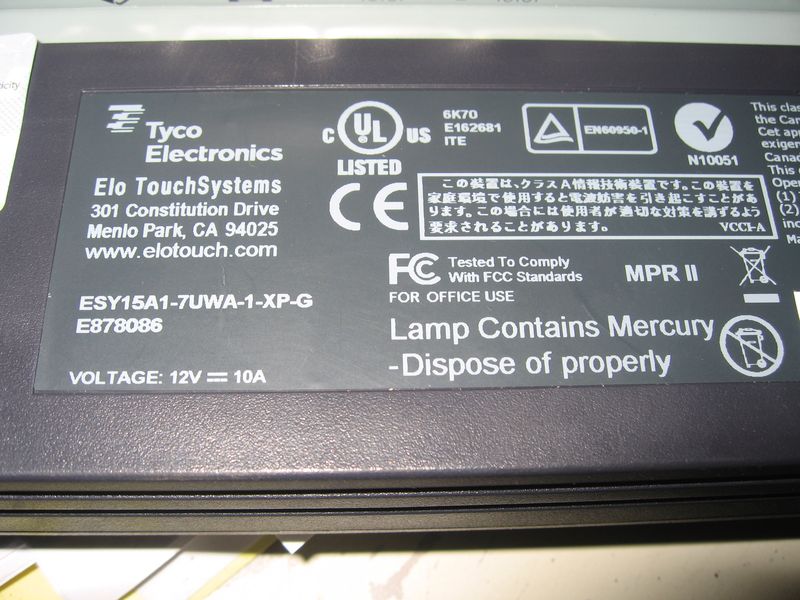 Tyco
Electronics
Elo TouchSystems
301 Constitution Drive
Menlo Park, CA 94025
www.elotouch.com
ESY15A1-7UWA-1-XP-G
E878086
VOLTAGE: 12V 10A
C UL US
LISTED
6K70
E162681
ITE
EN60950-1
N10051
CE
この装置は、クラスA情報技術装置です。この装置を
家庭環境で使用すると電波妨害を引き起こすことがあ
ります。この場合には使用者が適切な対策を講ずるよう
要求されることがあります。
VCCI-A
FC Tested To Comply
With FCC Standards
FOR OFFICE USE
MPR II
Lamp Contains Mercury
-Dispose of properly
Hg
This clas
the Can
Cet app
exigen
Canad
This d
Oper
(1)
(2)
inc
Ma
icity